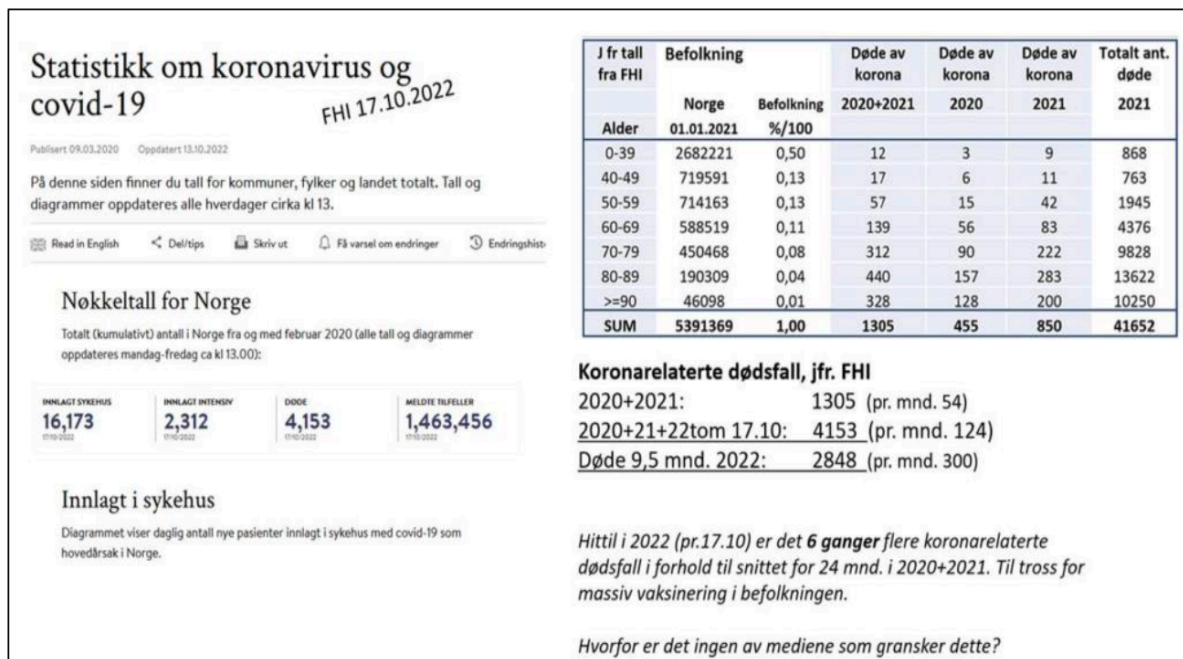 Statistikk om koronavirus og
covid-19
FHI 17.10.2022
Publisert 09.03.2020 Oppdatert 13.10.2022
På denne siden finner du tall for kommuner, fylker og landet totalt. Tall og
diagrammer oppdateres alle hverdager cirka kl 13.
Read in English Del/tips Skriv ut Få varsel om endringer Endringshist
Nøkkeltall for Norge
Totalt (kumulativt) antall i Norge fra og med februar 2020 (alle tall og diagrammer
oppdateres mandag-fredag ca kl 13.00):
INNLAGT SYKEHUS INNLAGT INTENSIV DØDE MELDTE TILFELLER
16,173 2,312 4,153 1,463,456
17/10/2022 17/10/2022 17/10/2022 17/10/2022
Innlagt i sykehus
Diagrammet viser daglig antall nye pasienter innlagt i sykehus med covid-19 som
hovedårsak i Norge.
J fr tall Befolkning Døde av Døde av Døde av Totalt ant.
fra FHI korona korona korona døde
Norge Befolkning 2020+2021 2020 2021 2021
Alder 01.01.2021 %/100
0-39 2682221 0,50 12 3 9 868
40-49 719591 0,13 17 6 11 763
50-59 714163 0,13 57 15 42 1945
60-69 588519 0,11 139 56 83 4376
70-79 450468 0,08 312 90 222 9828
80-89 190309 0,04 440 157 283 13622
>=90 46098 0,01 328 128 200 10250
SUM 5391369 1,00 1305 455 850 41652
Koronarelaterte dødsfall, jfr. FHI
2020+2021: 1305 (pr. mnd. 54)
2020+21+22tom 17.10: 4153 (pr. mnd. 124)
Døde 9,5 mnd. 2022: 2848 (pr. mnd. 300)
Hittil i 2022 (pr.17.10) er det 6 ganger flere koronarelaterte
dødsfall i forhold til snittet for 24 mnd. i 2020+2021. Til tross for
massiv vaksinering i befolkningen.
Hvorfor er det ingen av mediene som gransker dette?